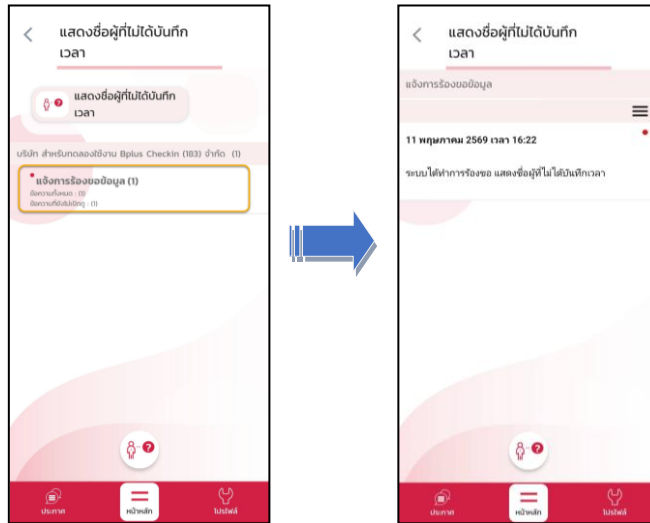 แสดงชื่อผู้ที่ไม่ได้บันทึก
เวลา
แสดงชื่อผู้ที่ไม่ได้บันทึก
เวลา
บริษัท สำหรับทดลองใช้งาน Bplus Checkin (183) จำกัด (1)
แจ้งการร้องขอข้อมูล (1)
ข้อความทั้งหมด : (1)
ข้อความที่ยังไม่เปิดดู : (1)
ประกาศ
หน้าหลัก
โปรไฟล์
แสดงชื่อผู้ที่ไม่ได้บันทึก
เวลา
แจ้งการร้องขอข้อมูล
11 พฤษภาคม 2569 เวลา 16:22
ระบบได้ทำการร้องขอ แสดงชื่อผู้ที่ไม่ได้บันทึกเวลา
ประกาศ
หน้าหลัก
โปรไฟล์